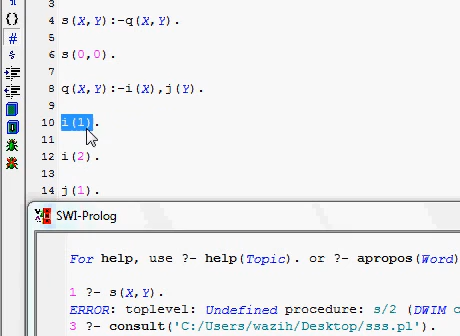 3
4 s(X,Y):-q(X,Y).
5
6 s(0,0).
7
8 q(X,Y):-i(X),j(Y).
9
10 i(1).
11
12 i(2).
13
14 j(1).
SWI-Prolog
For help, use ?- help(Topic). or ?- apropos(Word)
1 ?- s(X,Y).
ERROR: toplevel: Undefined procedure: s/2 (DWIM c
3 ?- consult('C:/Users/wazih/Desktop/sss.pl').